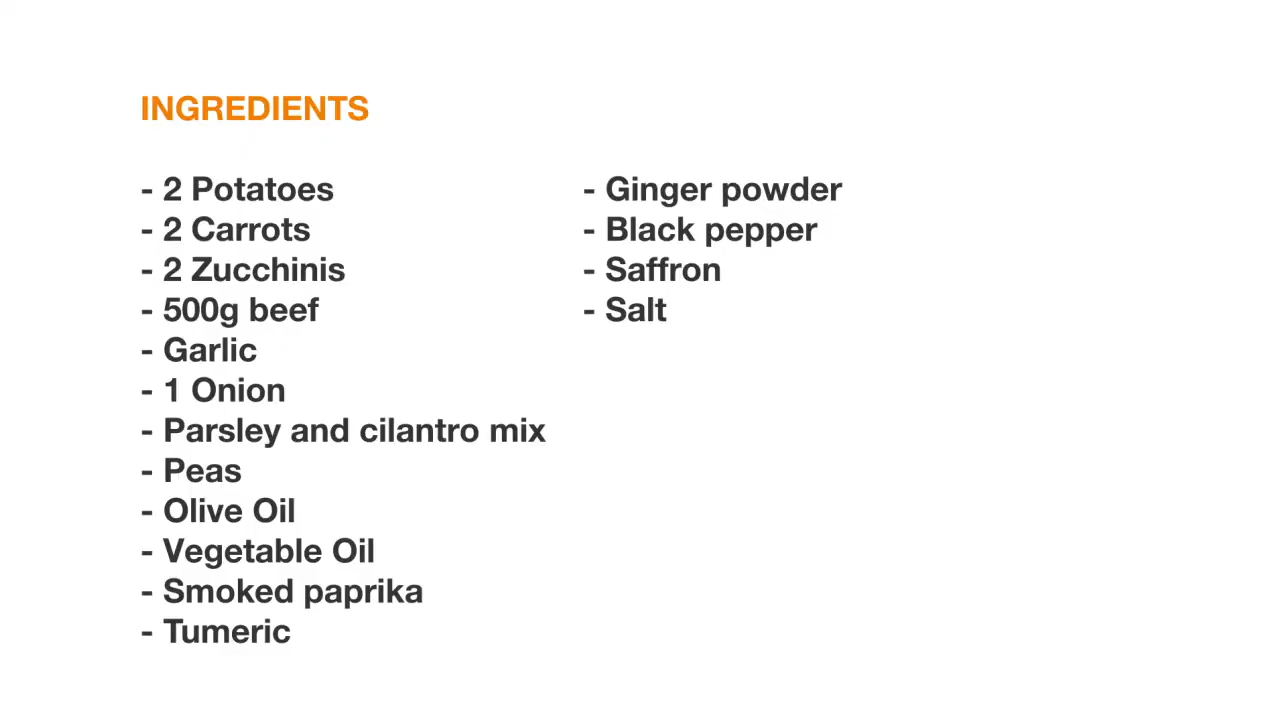 INGREDIENTS
- 2 Potatoes
- 2 Carrots
- 2 Zucchinis
- 500g beef
- Garlic
- 1 Onion
- Parsley and cilantro mix
- Peas
- Olive Oil
- Vegetable Oil
- Smoked paprika
- Tumeric
- Ginger powder
- Black pepper
- Saffron
- Salt